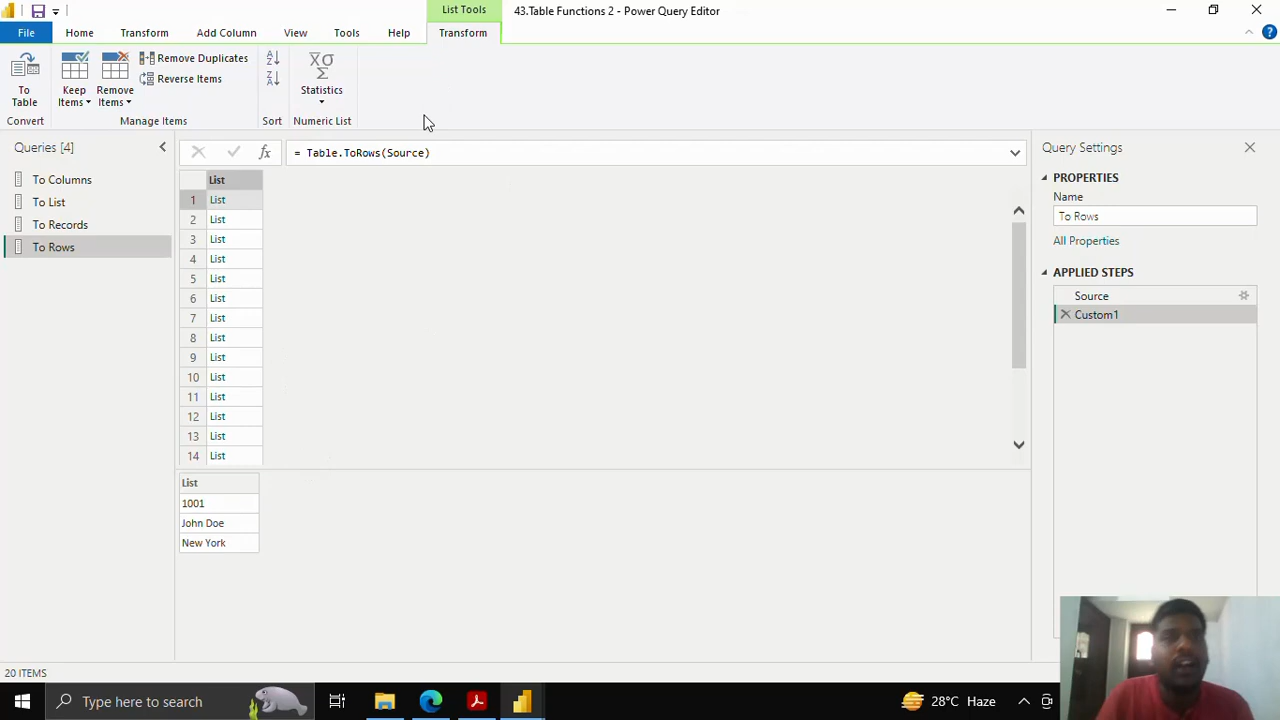 List Tools
43.Table Functions 2 - Power Query Editor
File
Home
Transform
Add Column
View
Tools
Help
Transform
To
Table
Keep
Items
Remove
Items
Remove Duplicates
Reverse Items
Statistics
Convert
Manage Items
Sort
Numeric List
Queries [4]
To Columns
To List
To Records
To Rows
= Table.ToRows(Source)
List
1 List
2 List
3 List
4 List
5 List
6 List
7 List
8 List
9 List
10 List
11 List
12 List
13 List
14 List
List
1001
John Doe
New York
Query Settings
PROPERTIES
Name
To Rows
All Properties
APPLIED STEPS
Source
Custom1
20 ITEMS
Type here to search
28°C Haze